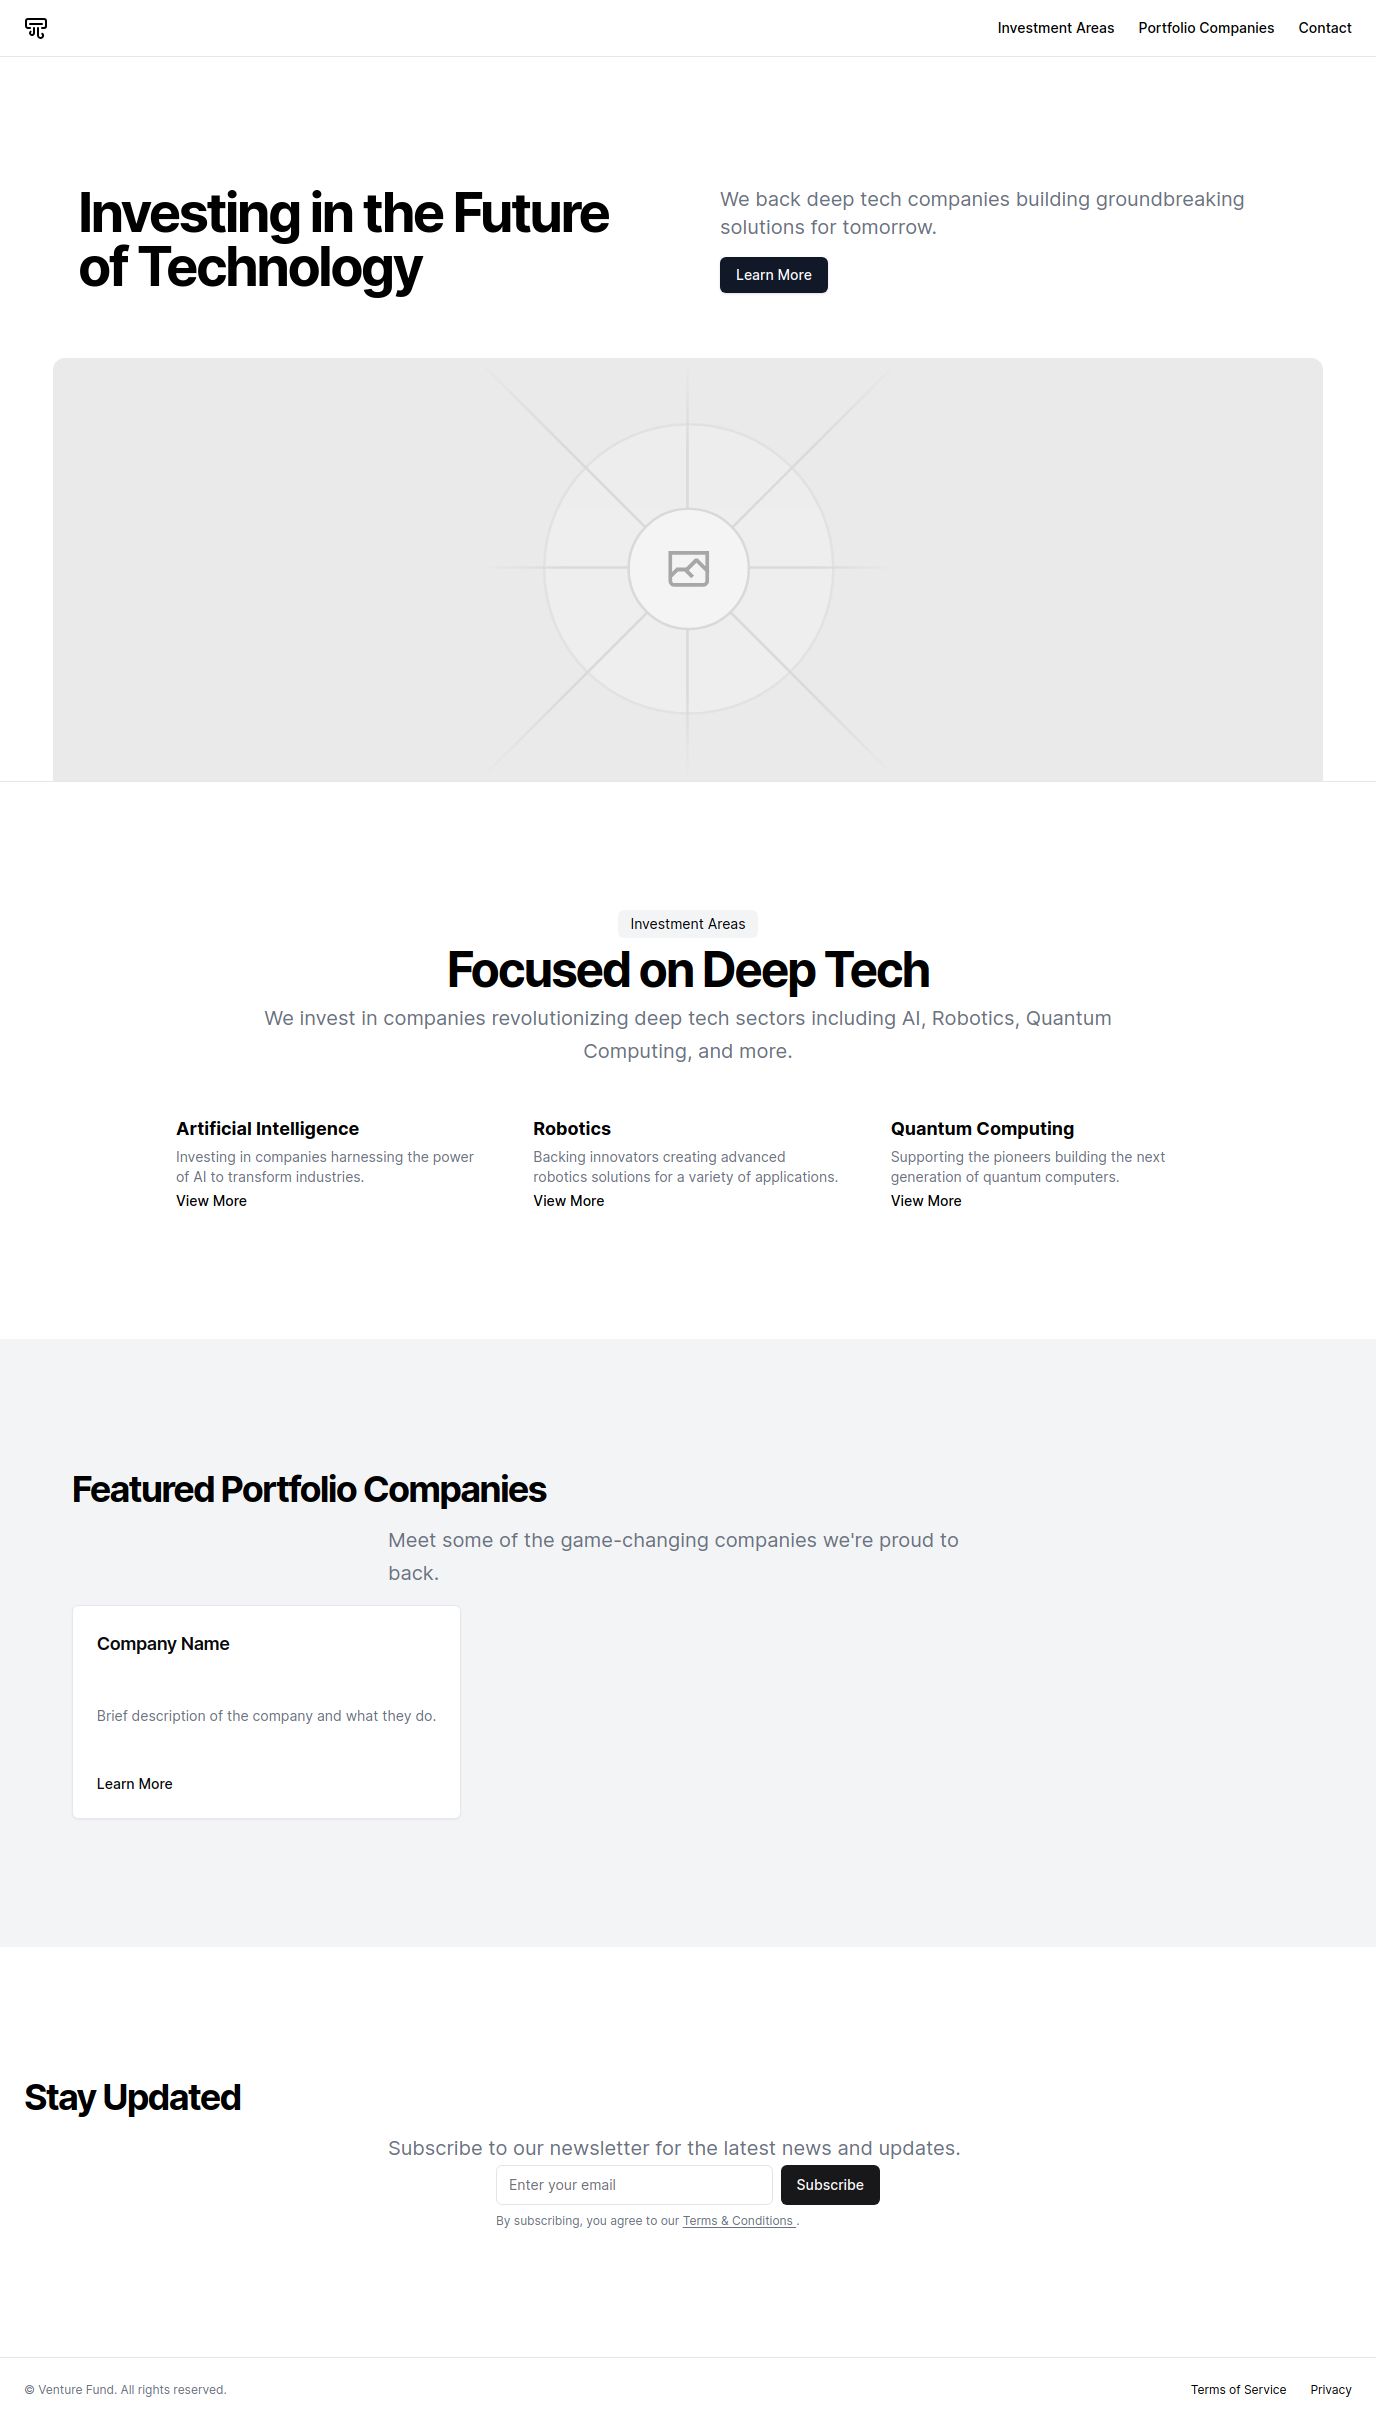 Investment Areas Portfolio Companies Contact
Investing in the Future
of Technology
We back deep tech companies building groundbreaking
solutions for tomorrow.
Learn More
Investment Areas
Focused on Deep Tech
We invest in companies revolutionizing deep tech sectors including AI, Robotics, Quantum
Computing, and more.
Artificial Intelligence
Investing in companies harnessing the power
of AI to transform industries.
View More
Robotics
Backing innovators creating advanced
robotics solutions for a variety of applications.
View More
Quantum Computing
Supporting the pioneers building the next
generation of quantum computers.
View More
Featured Portfolio Companies
Meet some of the game-changing companies we're proud to
back.
Company Name
Brief description of the company and what they do.
Learn More
Stay Updated
Subscribe to our newsletter for the latest news and updates.
Enter your email
Subscribe
By subscribing, you agree to our Terms & Conditions .
© Venture Fund. All rights reserved.
Terms of Service Privacy